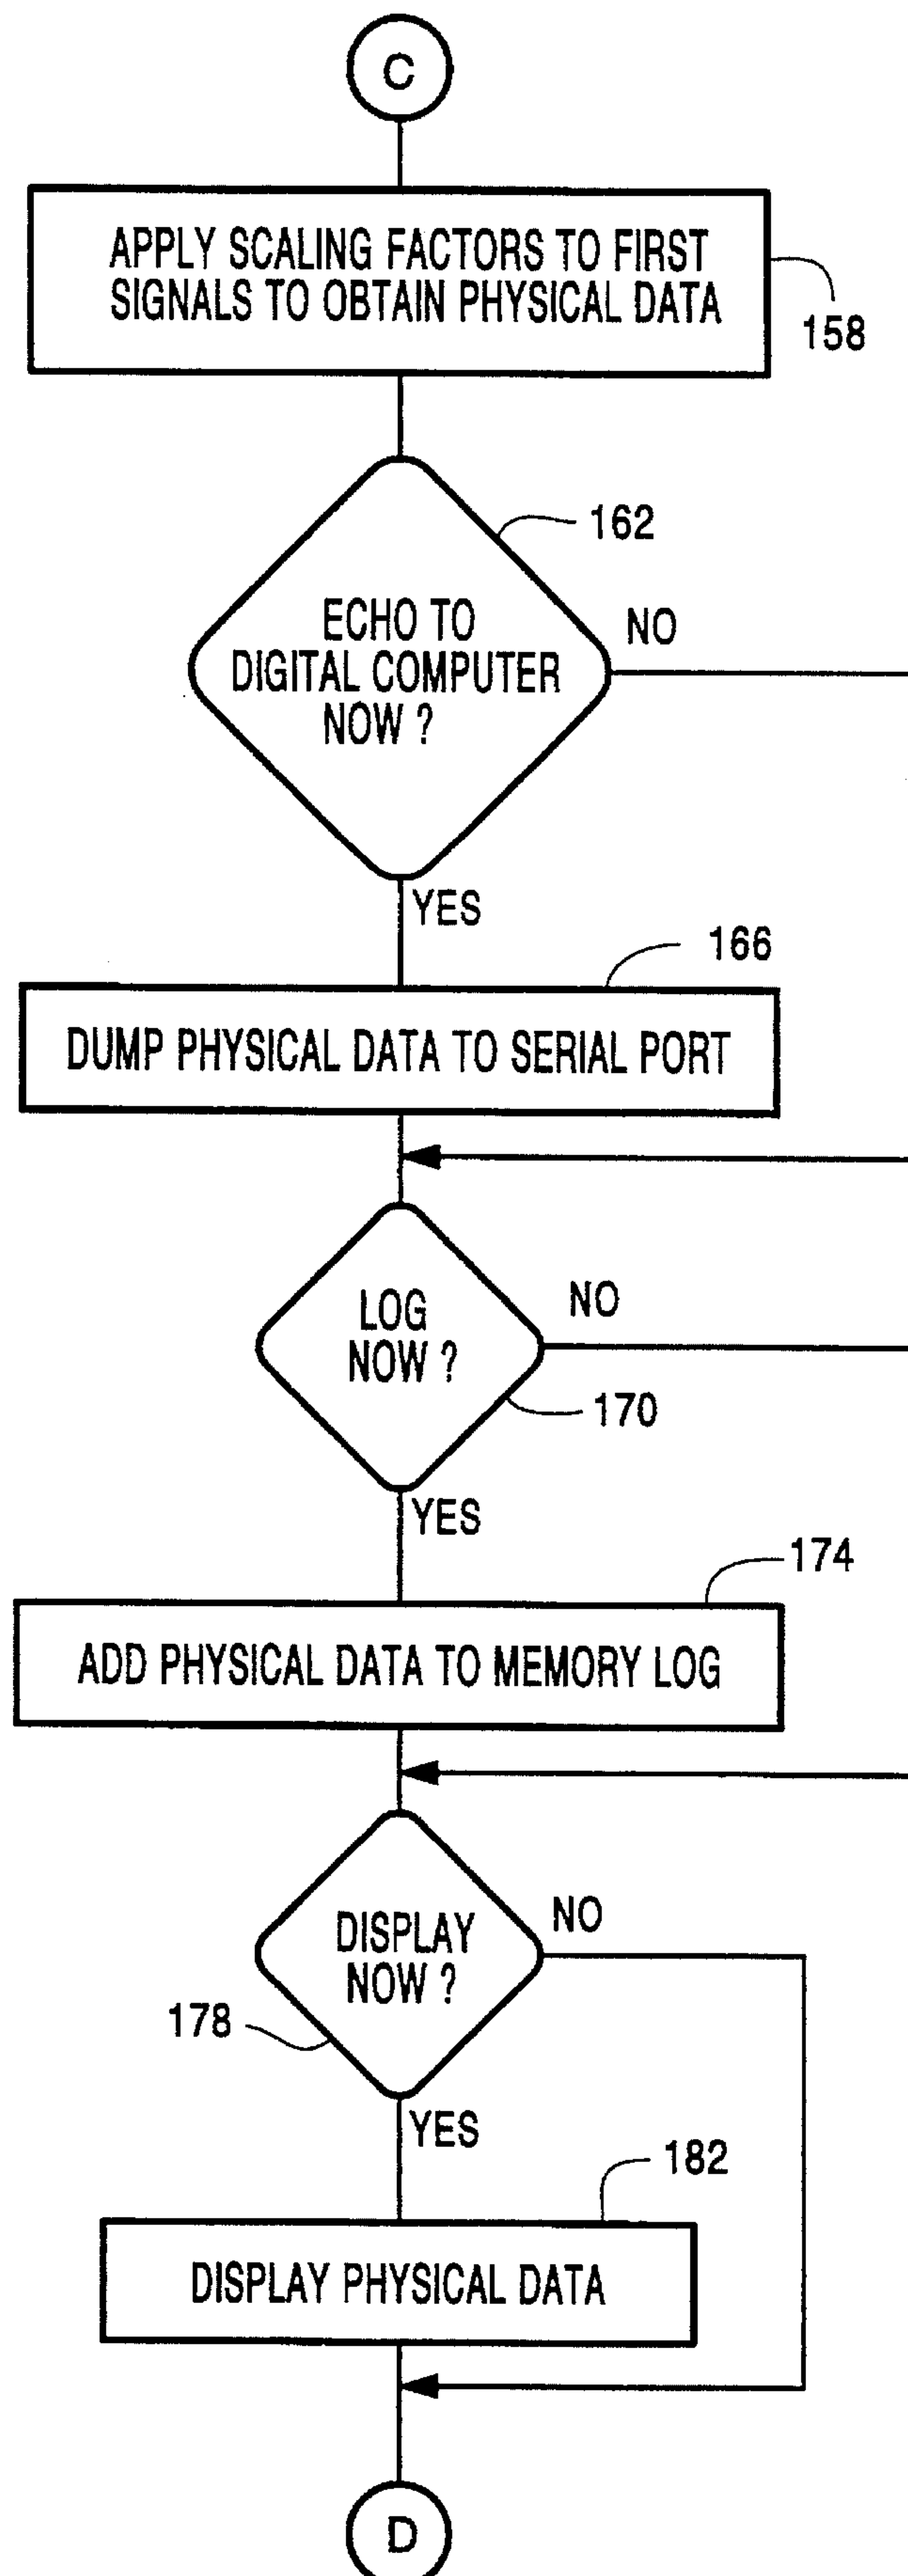 C
APPLY SCALING FACTORS TO FIRST
SIGNALS TO OBTAIN PHYSICAL DATA
158
162
ECHO TO
DIGITAL COMPUTER
NOW ?
NO
YES
166
DUMP PHYSICAL DATA TO SERIAL PORT
LOG
NOW ?
NO
170
YES
174
ADD PHYSICAL DATA TO MEMORY LOG
DISPLAY
NOW ?
NO
178
YES
182
DISPLAY PHYSICAL DATA
D